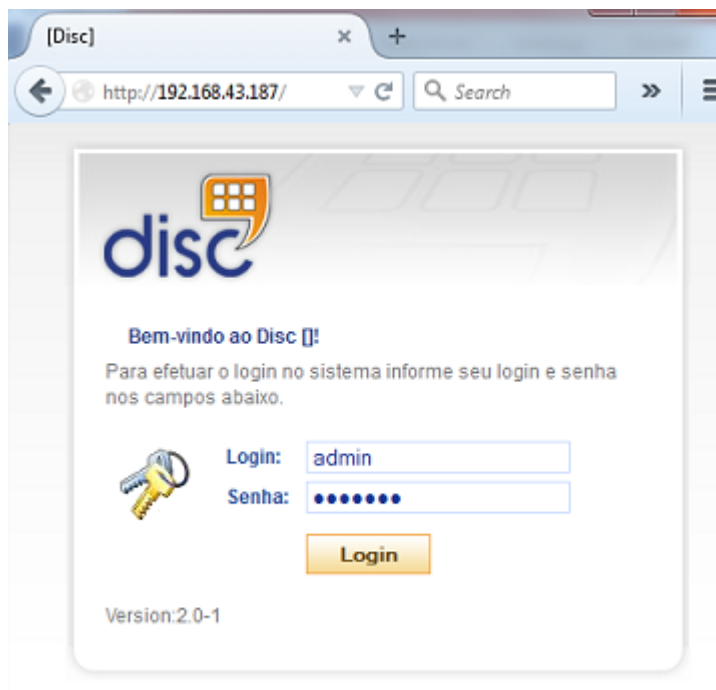 [Disc]
http://192.168.43.187/
Search
disc
Bem-vindo ao Disc []!
Para efetuar o login no sistema informe seu login e senha
nos campos abaixo.
Login: admin
Senha: •••••••
Login
Version:2.0-1